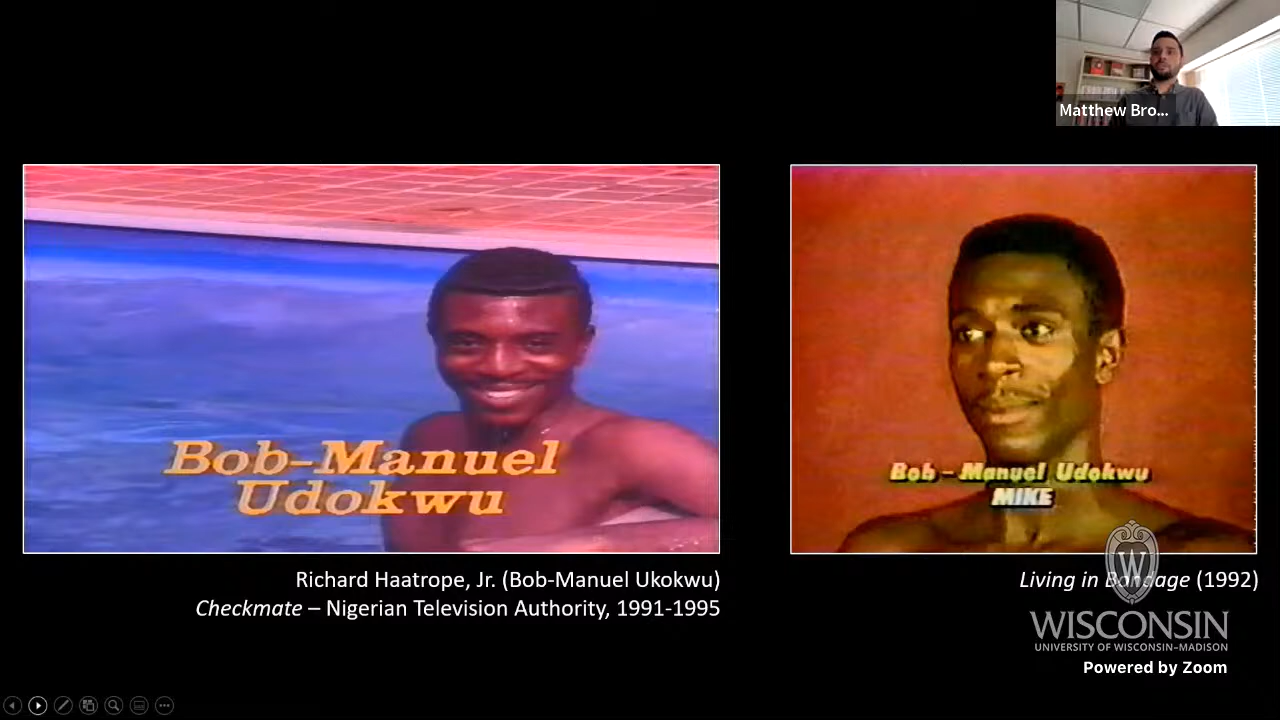 Matthew Bro...
Bob-Manuel
Udokwu
Bob - Manuel Udokwu
MIKE
Richard Haatrope, Jr. (Bob-Manuel Ukokwu)
Checkmate – Nigerian Television Authority, 1991-1995
Living in Bondage (1992)
W
WISCONSIN
UNIVERSITY OF WISCONSIN–MADISON
Powered by Zoom